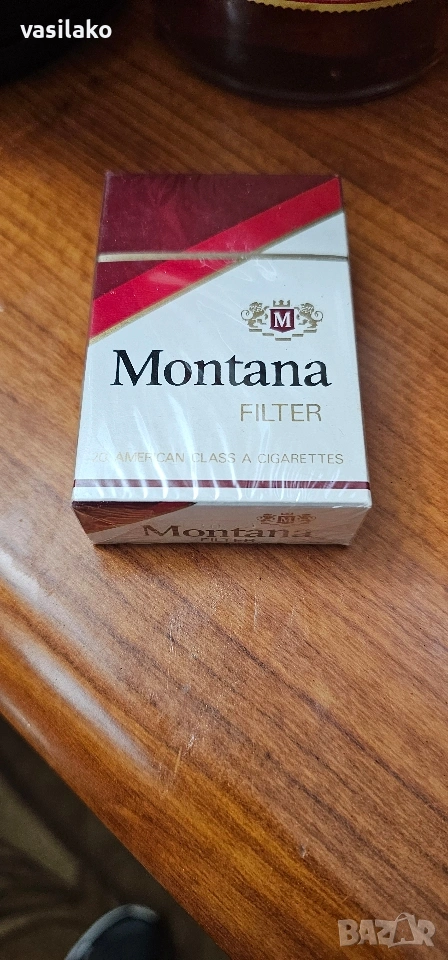 vasilako
M
Montana
FILTER
20 AMERICAN CLASS A CIGARETTES
M
Montana
FILTER
BAZAR